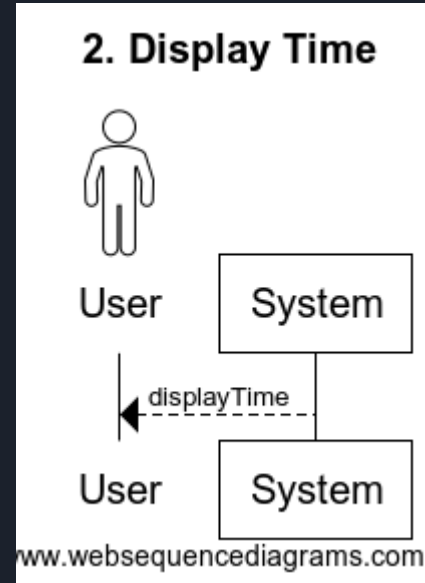 2. Display Time
User System
displayTime
User System
www.websequencediagrams.com